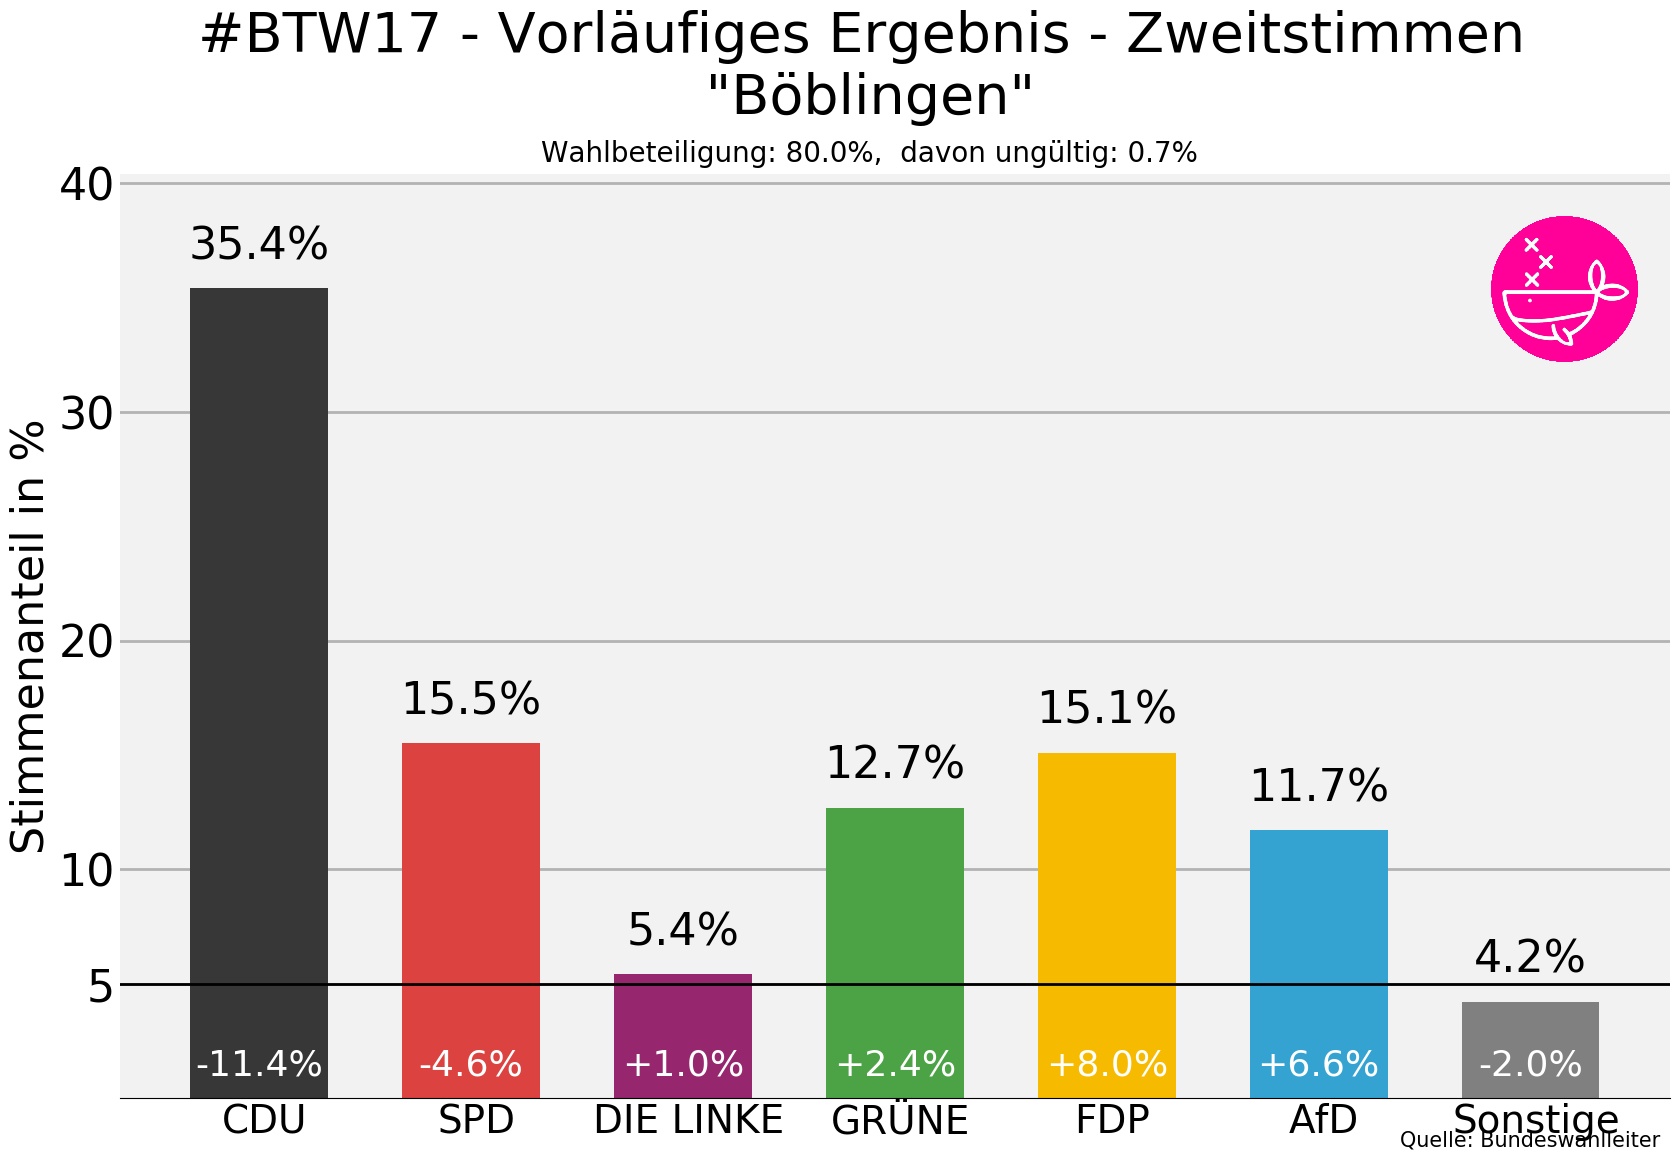 #BTW17 - Vorläufiges Ergebnis - Zweitstimmen
"Böblingen"
Wahlbeteiligung: 80.0%,  davon ungültig: 0.7%
Stimmenanteil in %
40
30
20
10
5
35.4%
15.5%
5.4%
12.7%
15.1%
11.7%
4.2%
-11.4%
-4.6%
+1.0%
+2.4%
+8.0%
+6.6%
-2.0%
CDU
SPD
DIE LINKE
GRÜNE
FDP
AfD
Sonstige
Quelle: Bundeswahlleiter